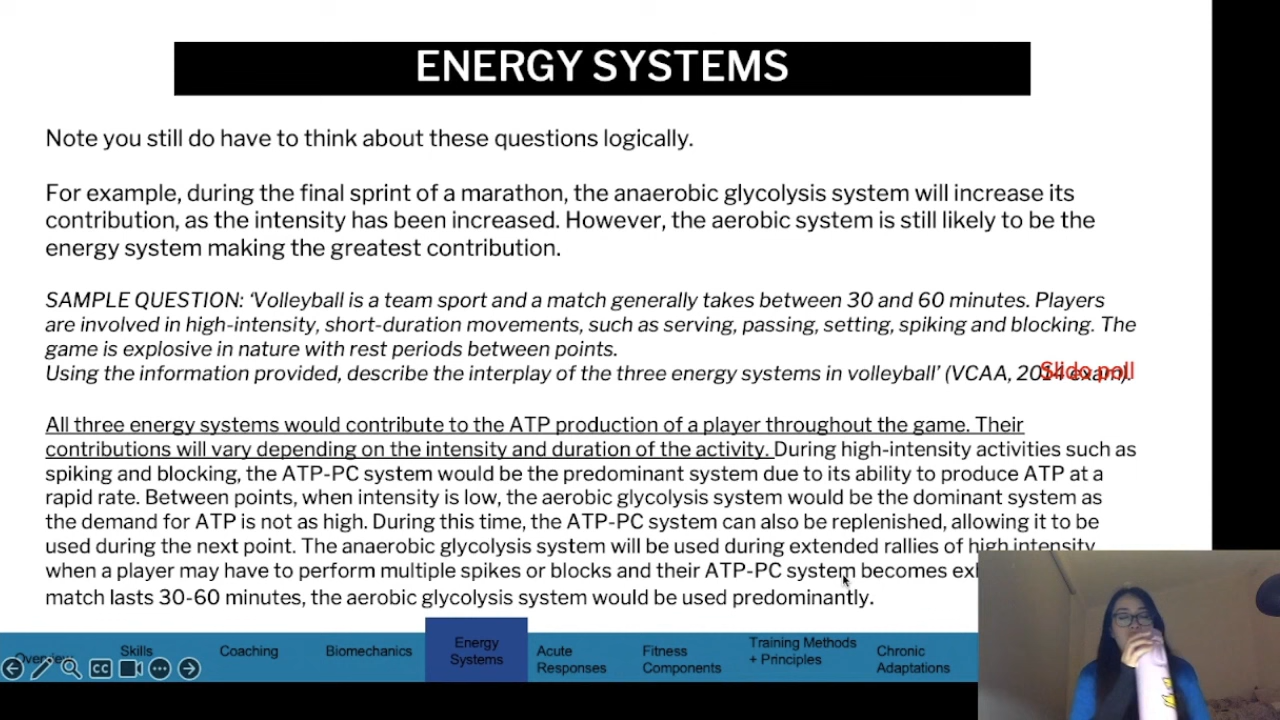 ENERGY SYSTEMS
Note you still do have to think about these questions logically.
For example, during the final sprint of a marathon, the anaerobic glycolysis system will increase its
contribution, as the intensity has been increased. However, the aerobic system is still likely to be the
energy system making the greatest contribution.
SAMPLE QUESTION: ‘Volleyball is a team sport and a match generally takes between 30 and 60 minutes. Players
are involved in high-intensity, short-duration movements, such as serving, passing, setting, spiking and blocking. The
game is explosive in nature with rest periods between points.
Using the information provided, describe the interplay of the three energy systems in volleyball’ (VCAA, exam).
Slido poll
All three energy systems would contribute to the ATP production of a player throughout the game. Their
contributions will vary depending on the intensity and duration of the activity. During high-intensity activities such as
spiking and blocking, the ATP-PC system would be the predominant system due to its ability to produce ATP at a
rapid rate. Between points, when intensity is low, the aerobic glycolysis system would be the dominant system as
the demand for ATP is not as high. During this time, the ATP-PC system can also be replenished, allowing it to be
used during the next point. The anaerobic glycolysis system will be used during extended rallies of high intensity
when a player may have to perform multiple spikes or blocks and their ATP-PC system becomes
match lasts 30-60 minutes, the aerobic glycolysis system would be used predominantly.
Skills
Coaching
Biomechanics
Energy
Systems
Acute
Responses
Fitness
Components
Training Methods
+ Principles
Chronic
Adaptations
CC